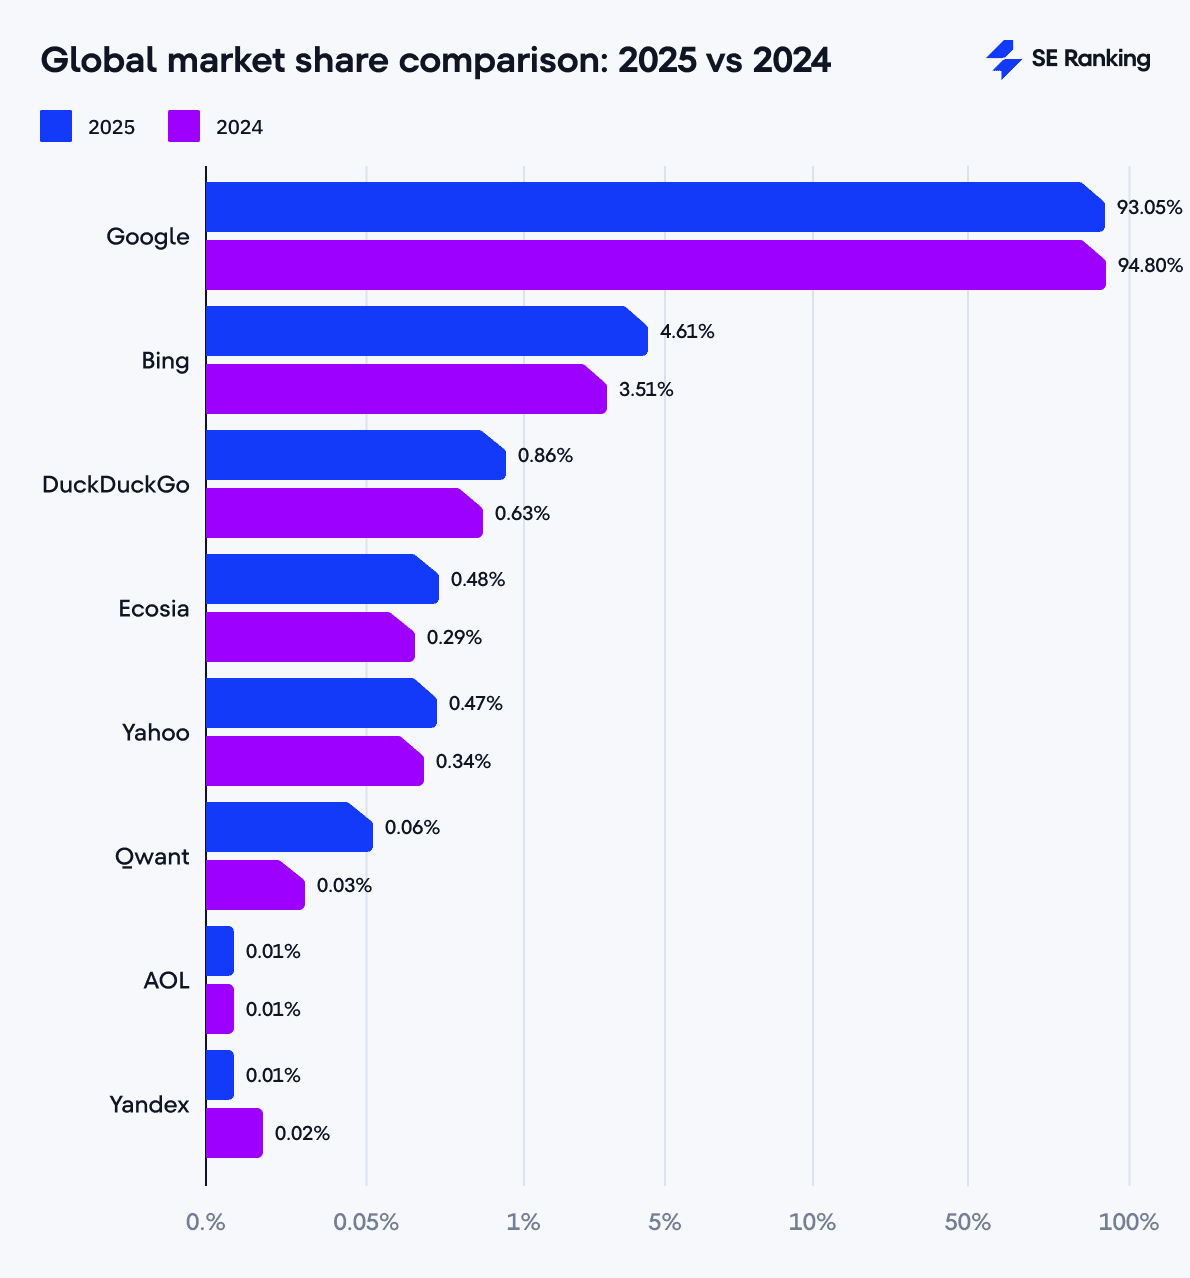 Global market share comparison: 2025 vs 2024
SE Ranking
2025
2024
Google
93.05%
94.80%
Bing
4.61%
3.51%
DuckDuckGo
0.86%
0.63%
Ecosia
0.48%
0.29%
Yahoo
0.47%
0.34%
Qwant
0.06%
0.03%
AOL
0.01%
0.01%
Yandex
0.01%
0.02%
0.%
0.05%
1%
5%
10%
50%
100%